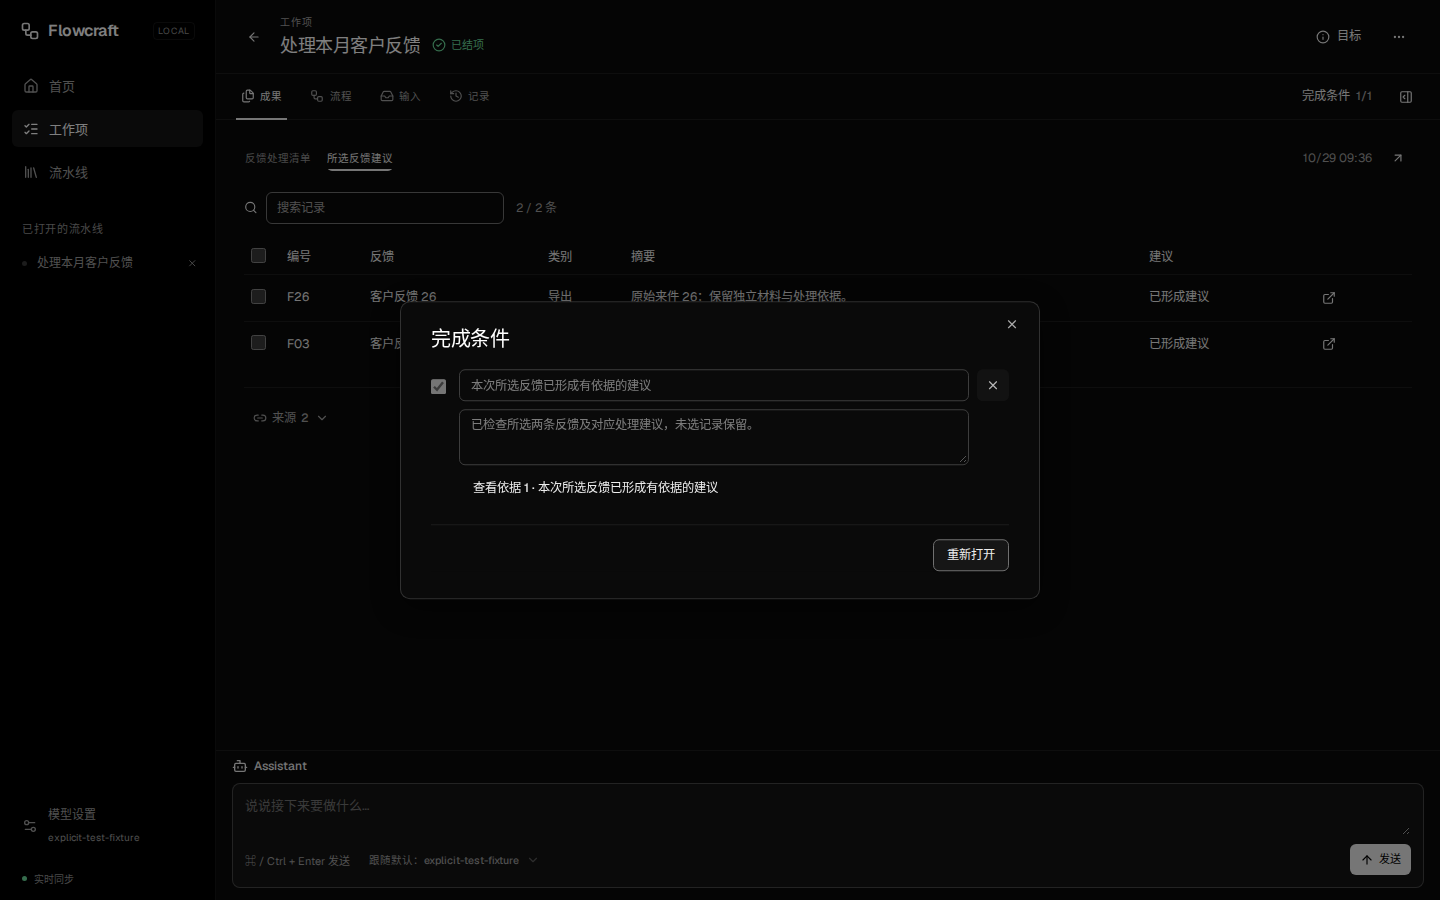 Flowcraft
LOCAL
首页
工作项
流水线
已打开的流水线
处理本月客户反馈
模型设置
explicit-test-fixture
实时同步
工作项
处理本月客户反馈
已结项
目标
成果
流程
输入
记录
完成条件 1/1
反馈处理清单
所选反馈建议
10/29 09:36
搜索记录
2 / 2 条
编号
反馈
类别
摘要
建议
F26
客户反馈 26
导出
原始来件 26：保留独立材料与处理依据。
已形成建议
F03
客户反
已形成建议
来源 2
完成条件
本次所选反馈已形成有依据的建议
已检查所选两条反馈及对应处理建议，未选记录保留。
查看依据 1 · 本次所选反馈已形成有依据的建议
重新打开
Assistant
说说接下来要做什么...
⌘ / Ctrl + Enter 发送
跟随默认：explicit-test-fixture
发送